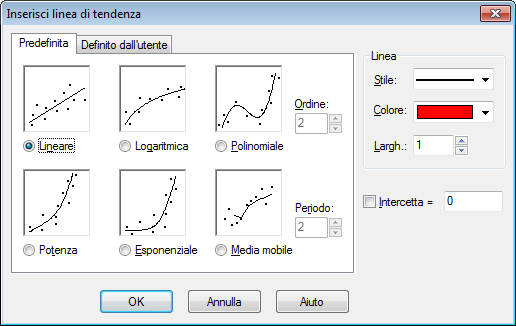 Inserisci linea di tendenza
Predefinita
Definito dall'utente
Lineare
Logaritmica
Polinomiale
Ordine:
2
Potenza
Esponenziale
Media mobile
Periodo:
2
Linea
Stile:
Colore:
Largh.:
1
Intercetta =
0
OK
Annulla
Aiuto